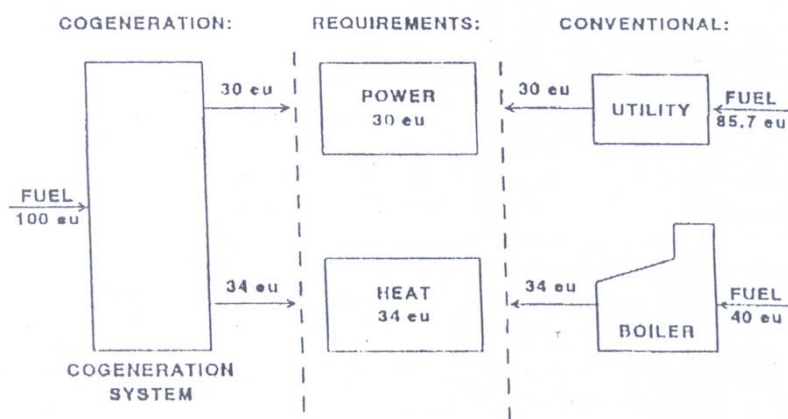 COGENERATION: REQUIREMENTS: CONVENTIONAL:
30 eu
POWER
30 eu
30 eu
UTILITY
FUEL
85.7 eu
FUEL
100 eu
34 eu
HEAT
34 eu
34 eu
BOILER
FUEL
40 eu
COGENERATION
SYSTEM